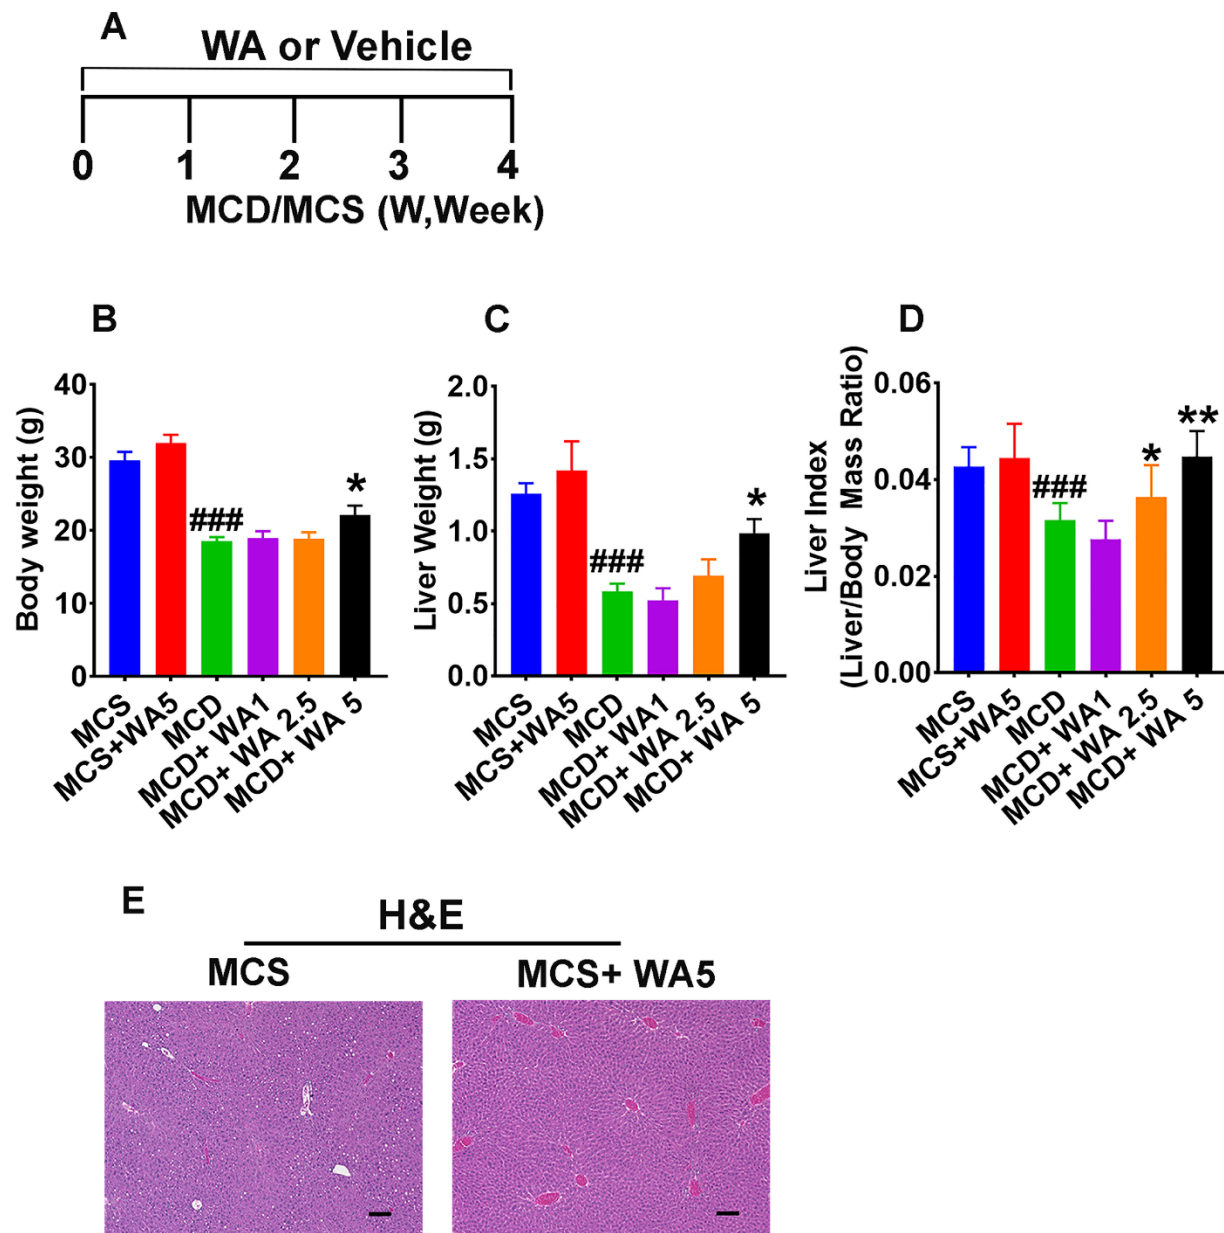 A
WA or Vehicle
0 1 2 3 4
MCD/MCS (W,Week)
B
Body weight (g)
40
30
20
10
0
###
*
MCS
MCS+WA5
MCD
MCD+ WA1
MCD+ WA 2.5
MCD+ WA 5
C
Liver Weight (g)
2.0
1.5
1.0
0.5
0.0
###
*
MCS
MCS+WA5
MCD
MCD+ WA1
MCD+ WA 2.5
MCD+ WA 5
D
Liver Index
(Liver/Body Mass Ratio)
0.06
0.04
0.02
0.00
###
*
**
MCS
MCS+WA5
MCD
MCD+ WA1
MCD+ WA 2.5
MCD+ WA 5
E
H&E
MCS
MCS+ WA5